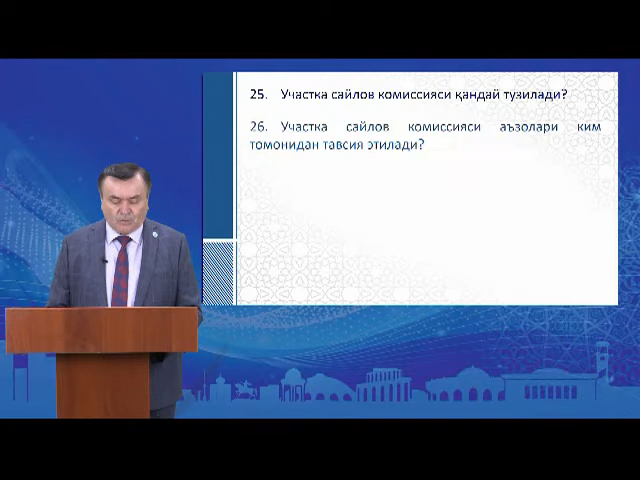 25. Участка сайлов комиссияси қандай тузилади?
26. Участка сайлов комиссияси аъзолари ким
томонидан тавсия этилади?